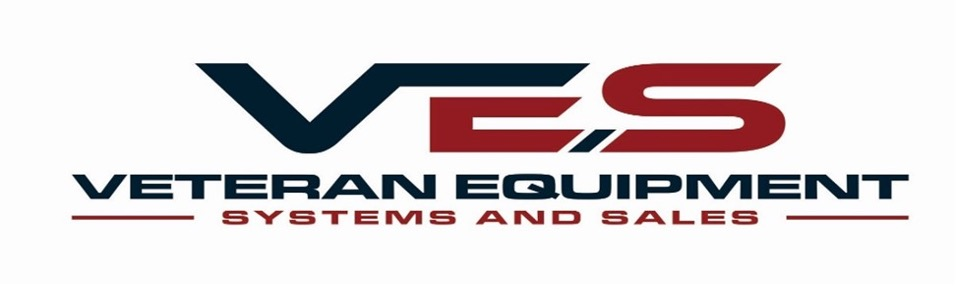 VES
VETERAN EQUIPMENT
SYSTEMS AND SALES